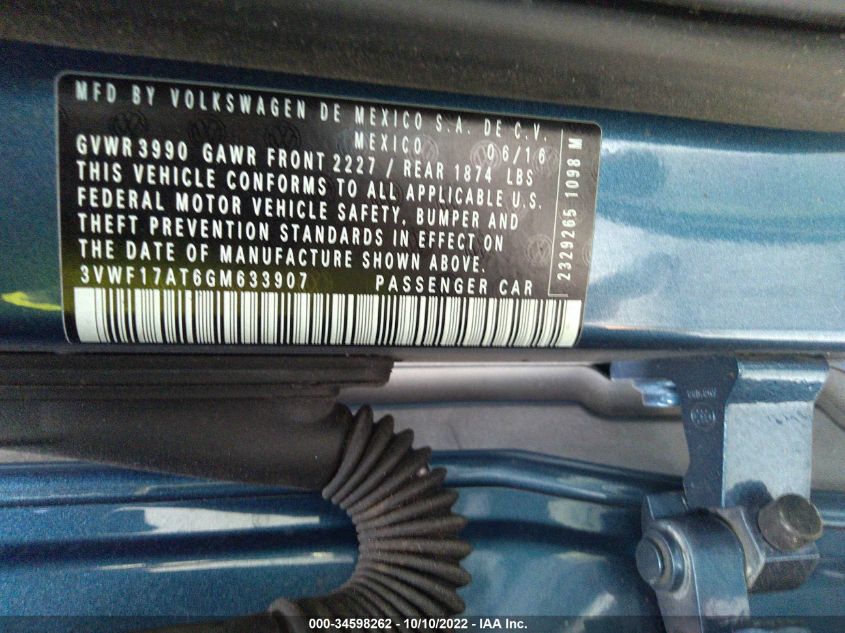 MFD BY VOLKSWAGEN DE MEXICO S.A. DE C.V.
MEXICO 06/16
GVWR 3990 GAWR FRONT 2227 / REAR 1874 LBS
THIS VEHICLE CONFORMS TO ALL APPLICABLE U.S.
FEDERAL MOTOR VEHICLE SAFETY, BUMPER AND
THEFT PREVENTION STANDARDS IN EFFECT ON
THE DATE OF MANUFACTURE SHOWN ABOVE.
3VWF17AT6GM633907 PASSENGER CAR
2329265 1098 M
000-34598262 - 10/10/2022 - IAA Inc.